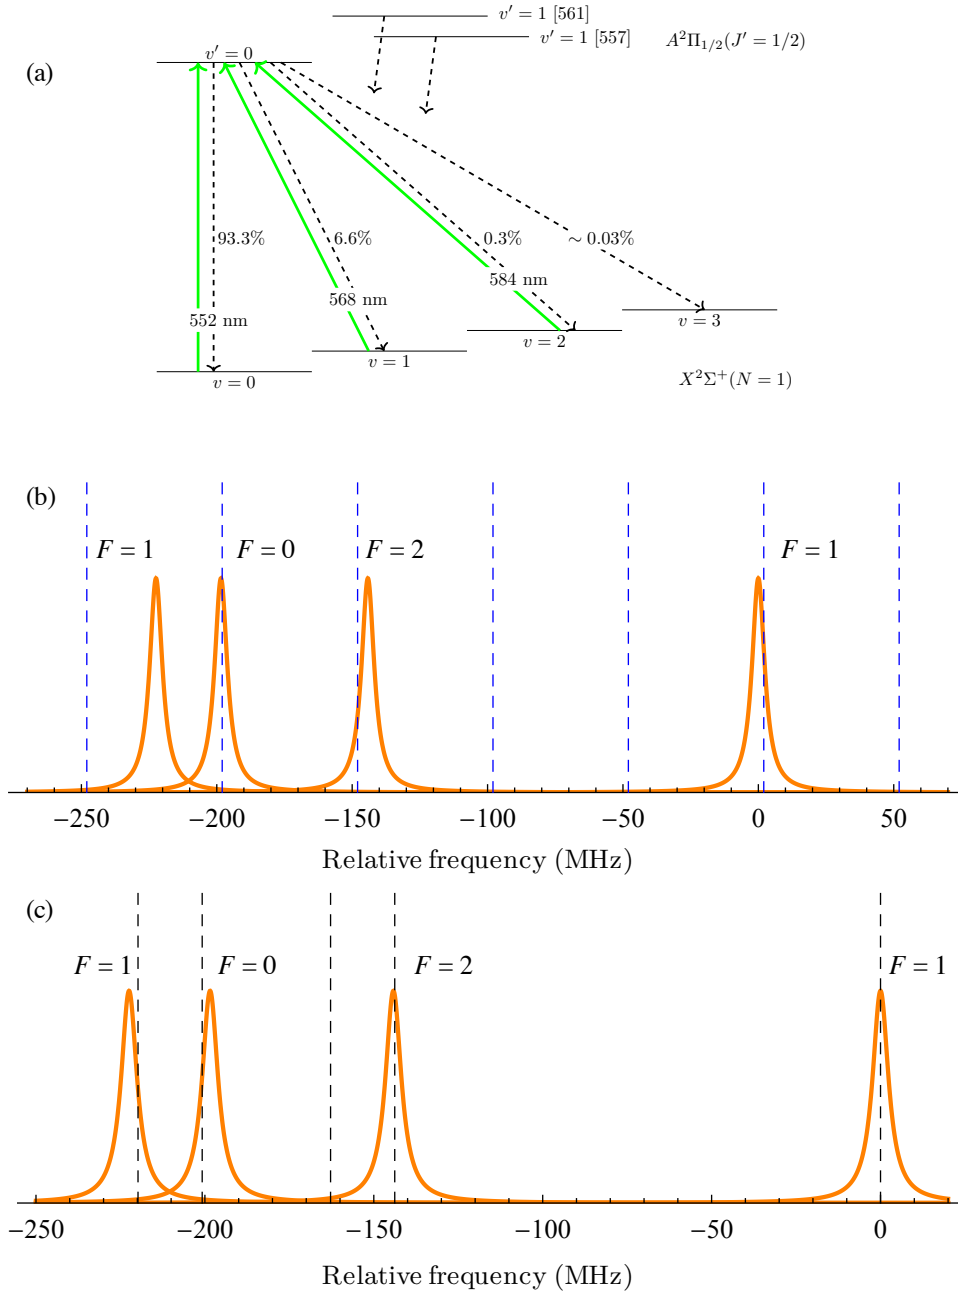 v′ = 1 [561]
v′ = 1 [557]
A²Π₁/₂(J′ = 1/2)
(a)
v′ = 0
93.3%
6.6%
0.3%
∼ 0.03%
584 nm
568 nm
552 nm
v = 3
v = 2
v = 1
v = 0
X²Σ⁺(N = 1)
(b)
F = 1
F = 0
F = 2
F = 1
−250 −200 −150 −100 −50 0 50
Relative frequency (MHz)
(c)
F = 1
F = 0
F = 2
F = 1
−250 −200 −150 −100 −50 0
Relative frequency (MHz)